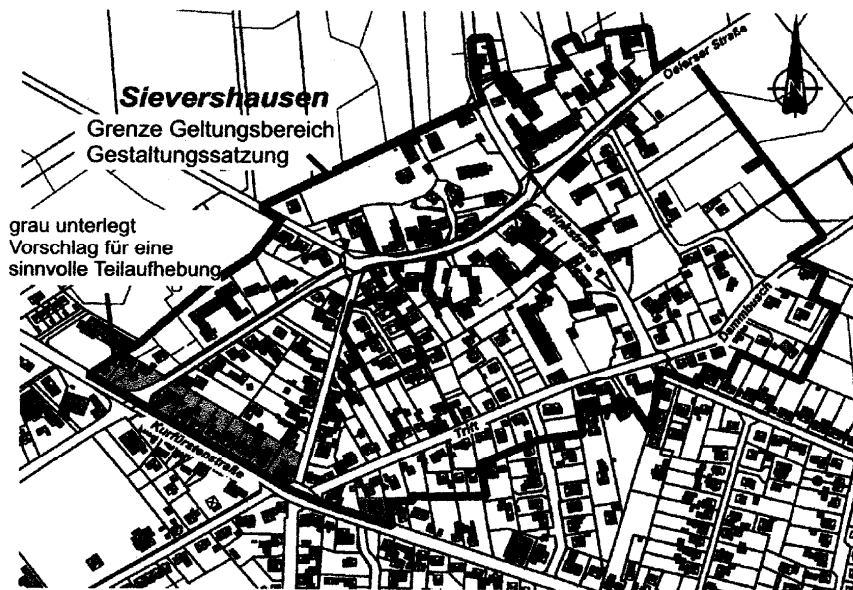 Sievershausen
Grenze Geltungsbereich
Gestaltungssatzung
grau unterlegt
Vorschlag für eine
sinnvolle Teilaufhebung
Oelerser Straße
N
Brinkstraße
Dammbusch
Trift
Kurfürstenstraße